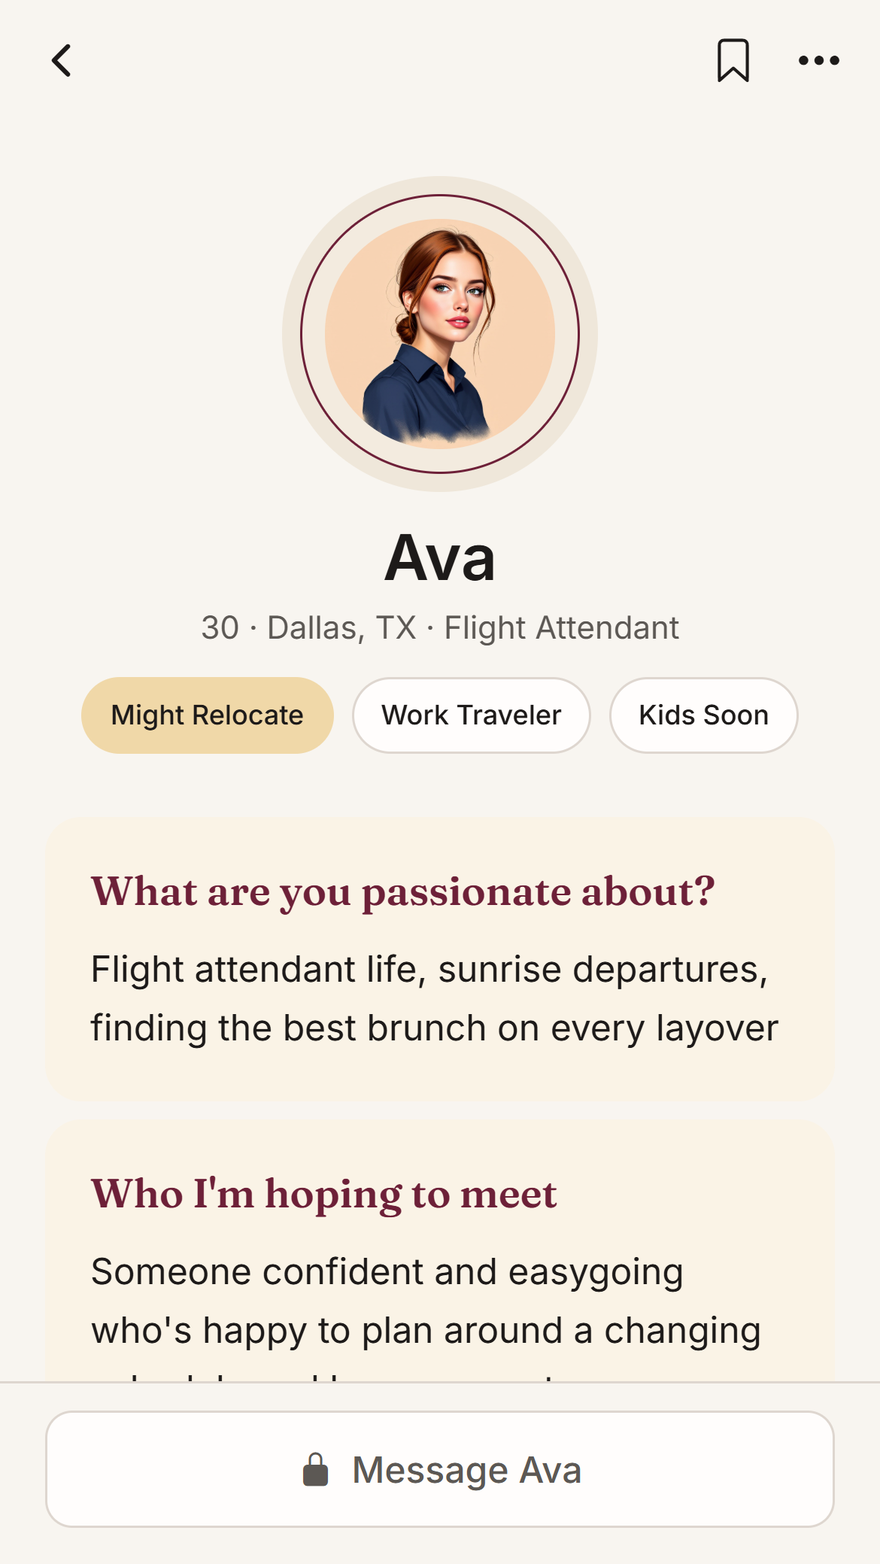 Ava
30 · Dallas, TX · Flight Attendant
Might Relocate
Work Traveler
Kids Soon
What are you passionate about?
Flight attendant life, sunrise departures,
finding the best brunch on every layover
Who I'm hoping to meet
Someone confident and easygoing
who's happy to plan around a changing
Message Ava